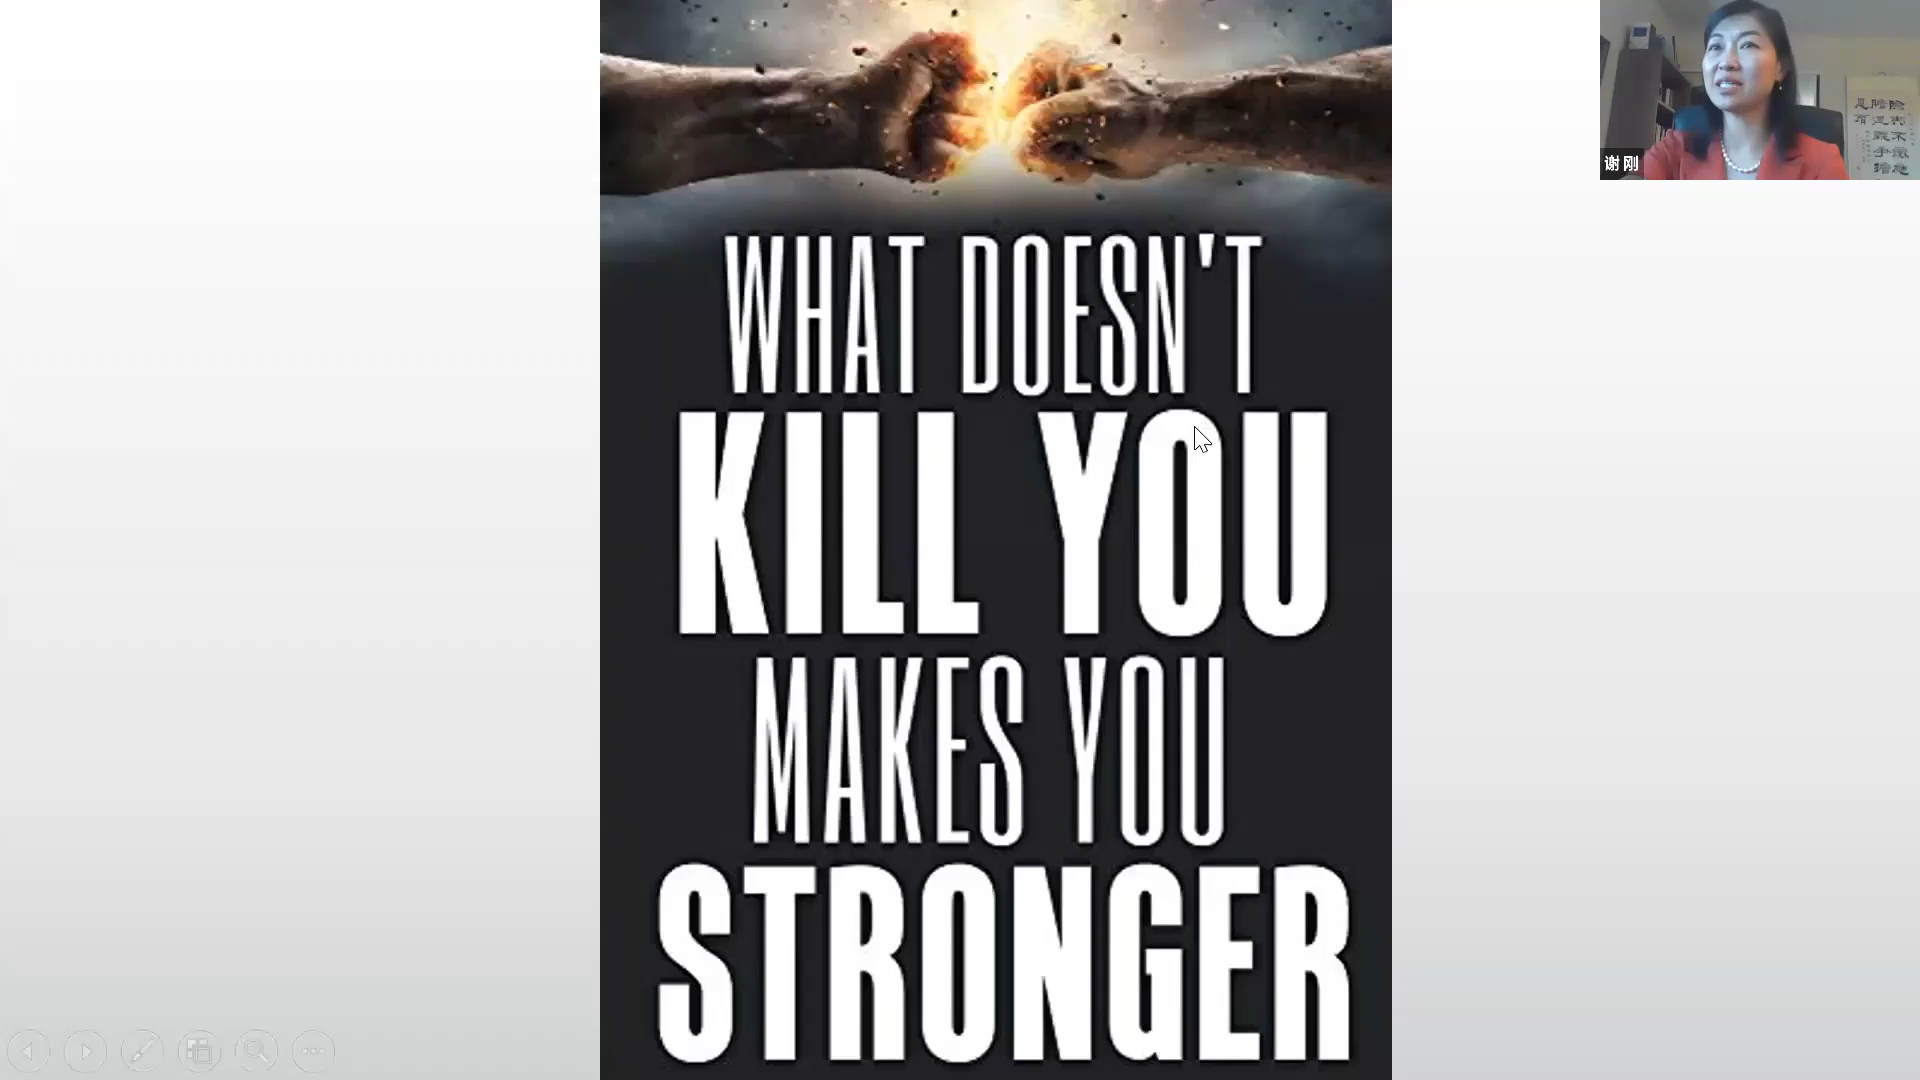 WHAT DOESN'T
KILL YOU
MAKES YOU
STRONGER
谢 刚